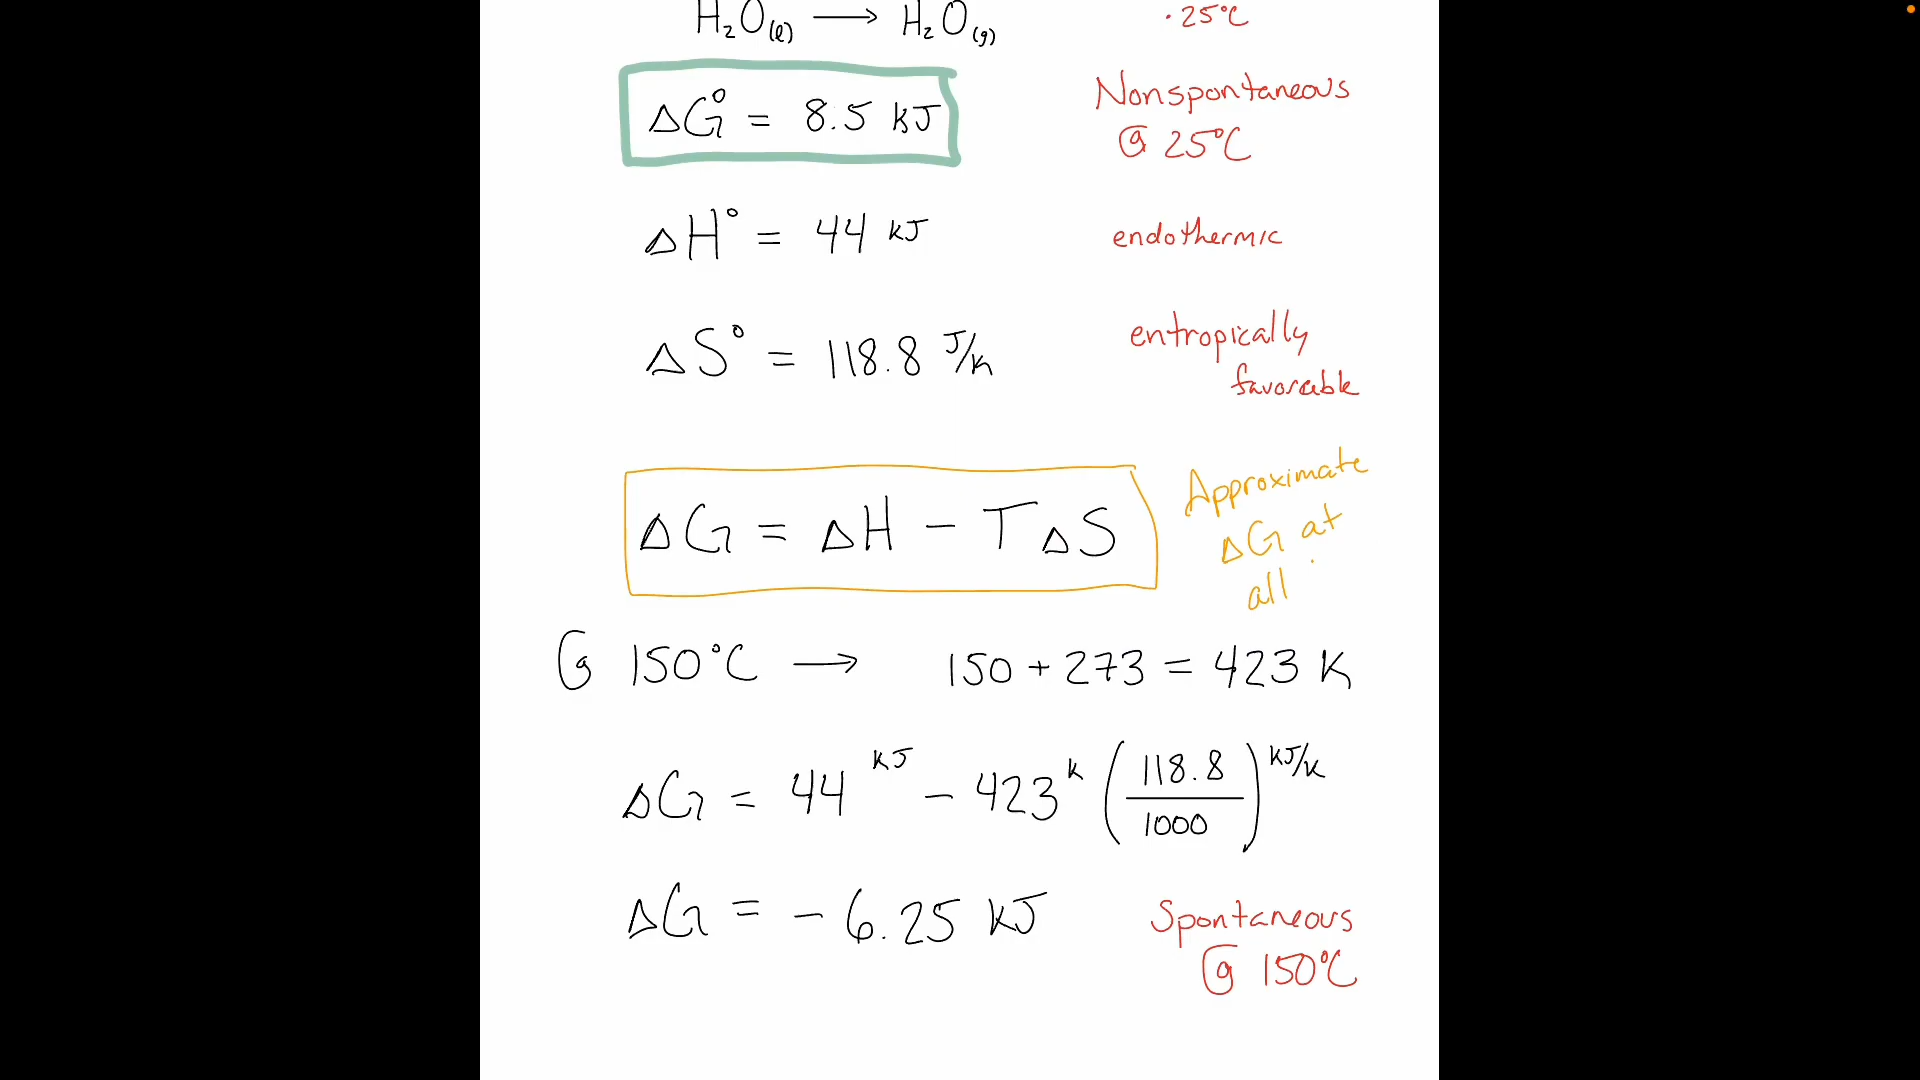 H₂O(l) → H₂O(g) · 25°C
ΔG° = 8.5 kJ Nonspontaneous
@ 25°C
ΔH° = 44 kJ endothermic
ΔS° = 118.8 J/K entropically
favorable
ΔG = ΔH − TΔS Approximate
ΔG at
all
@ 150°C → 150 + 273 = 423 K
ΔG = 44 kJ − 423 K (118.8/1000) kJ/K
ΔG = − 6.25 kJ Spontaneous
@ 150°C